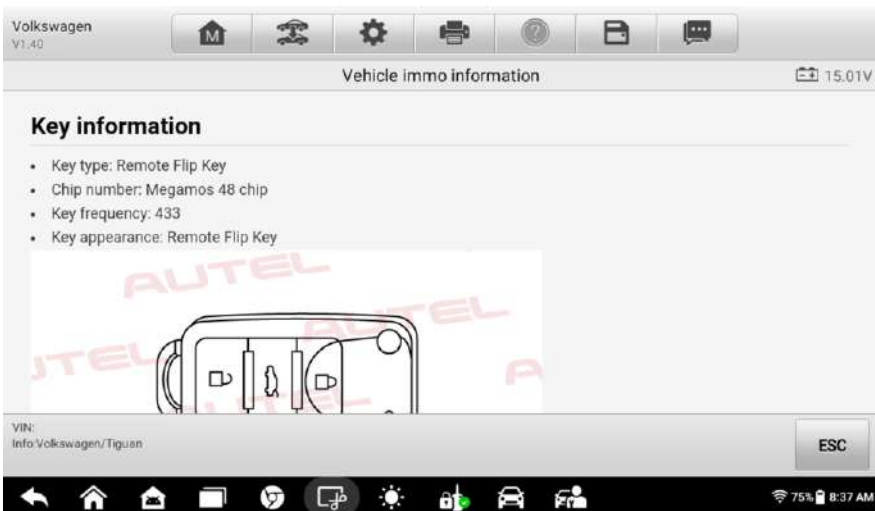 Volkswagen
V1.40
M
?
Vehicle immo information
15.01V
Key information
• Key type: Remote Flip Key
• Chip number: Megamos 48 chip
• Key frequency: 433
• Key appearance: Remote Flip Key
AUTEL
AUTEL
UTEL
A
AUTEL
VIN:
Info:Volkswagen/Tiguan
ESC
75% 8:37 AM